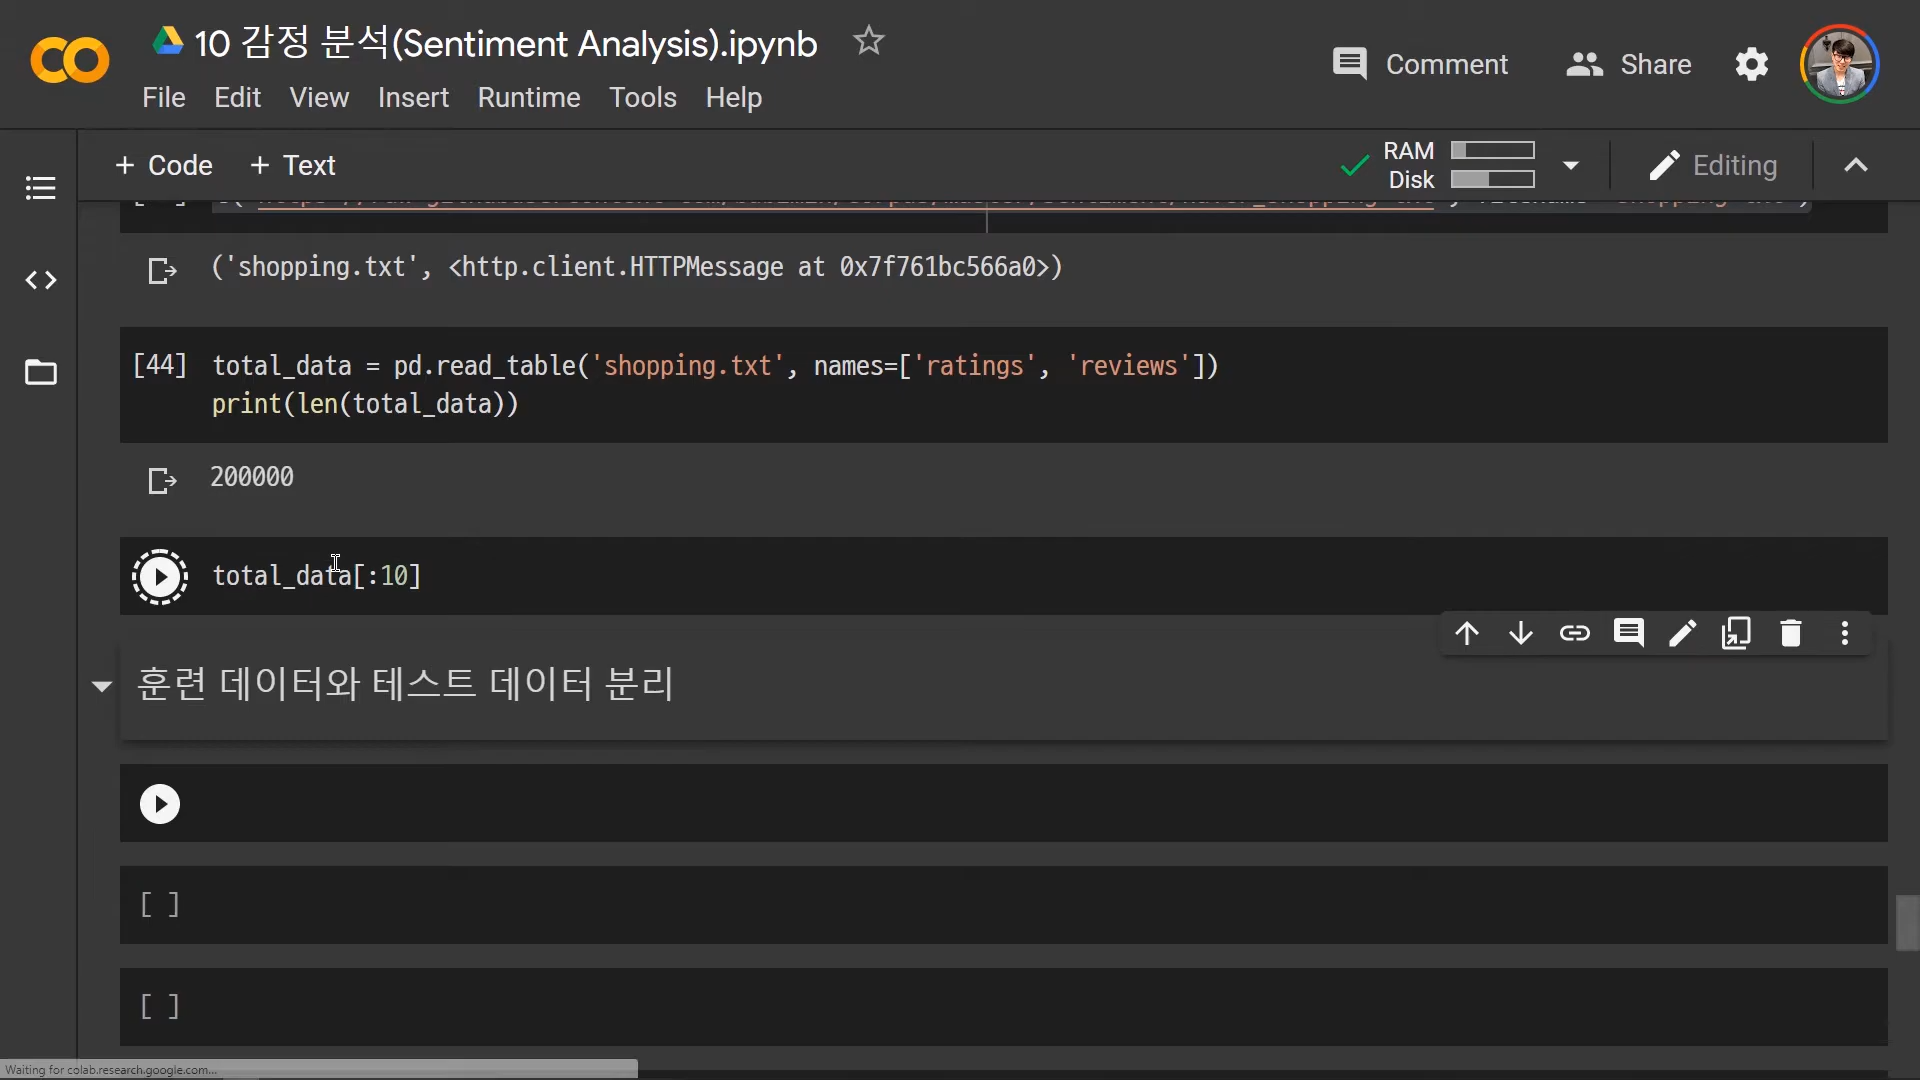 10 감정 분석(Sentiment Analysis).ipynb
Comment
Share
File Edit View Insert Runtime Tools Help
+ Code + Text
RAM
Disk
Editing
('shopping.txt', <http.client.HTTPMessage at 0x7f761bc566a0>)
[44] total_data = pd.read_table('shopping.txt', names=['ratings', 'reviews'])
print(len(total_data))
200000
total_data[:10]
훈련 데이터와 테스트 데이터 분리
[ ]
[ ]
Waiting for colab.research.google.com...